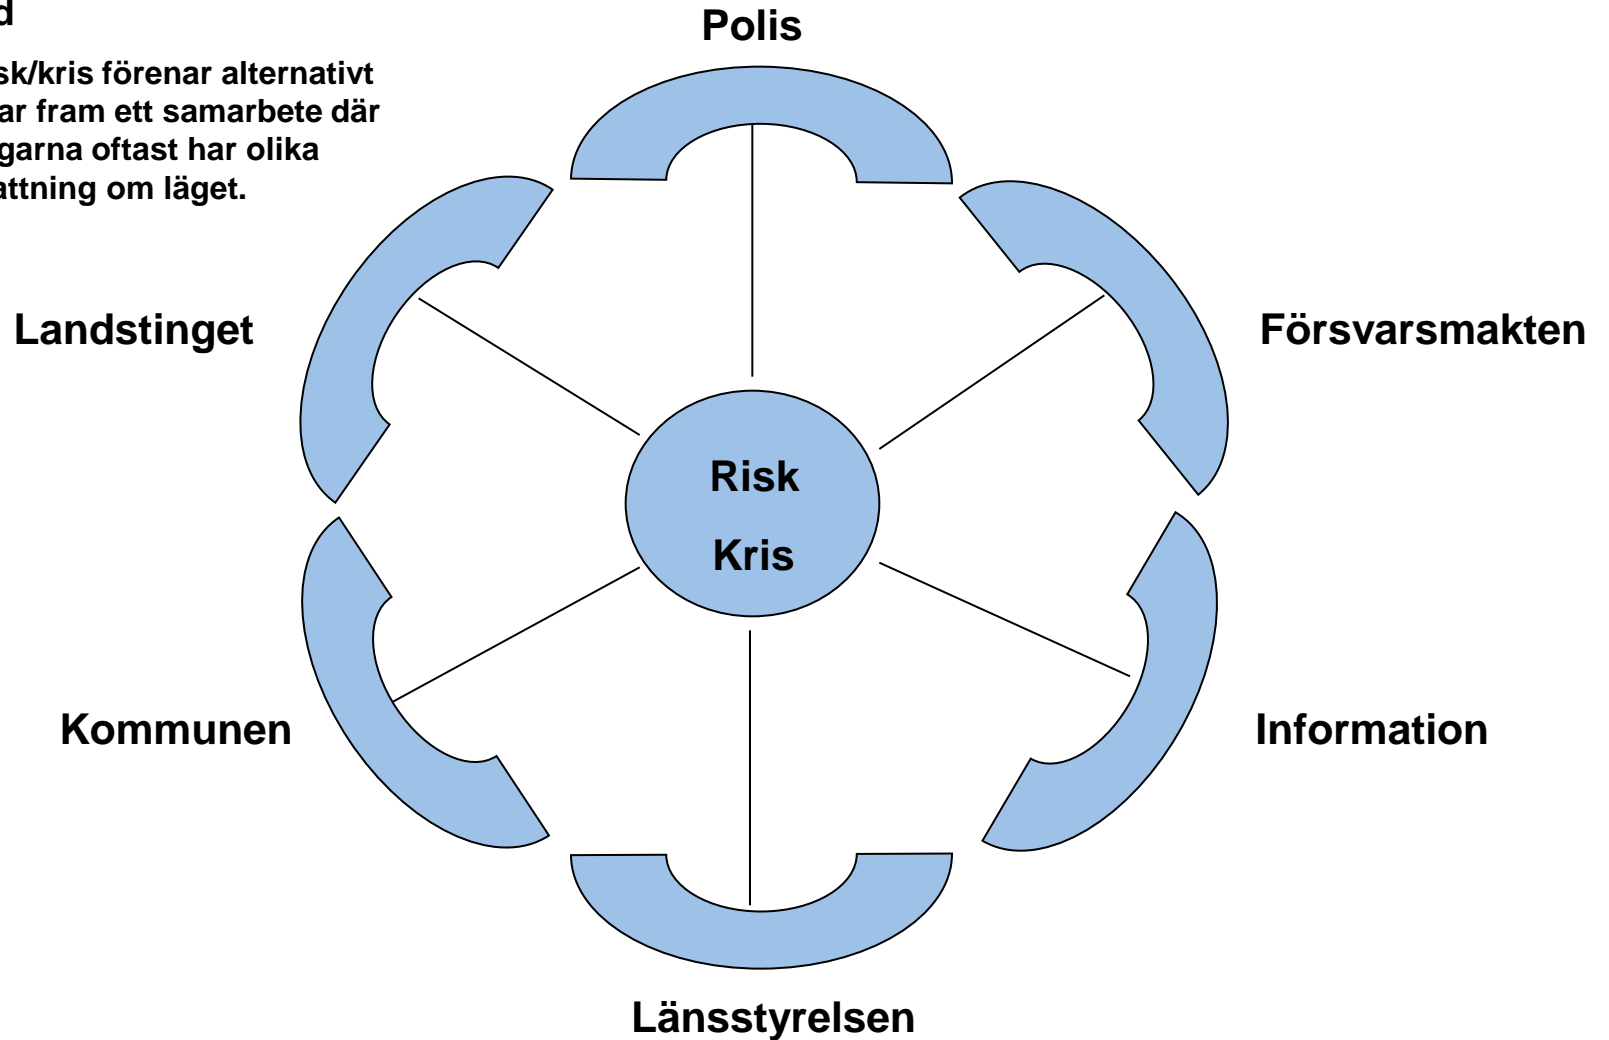 d
sk/kris förenar alternativt
ar fram ett samarbete där
garna oftast har olika
attning om läget.
Polis
Landstinget
Försvarsmakten
Risk
Kris
Kommunen
Information
Länsstyrelsen